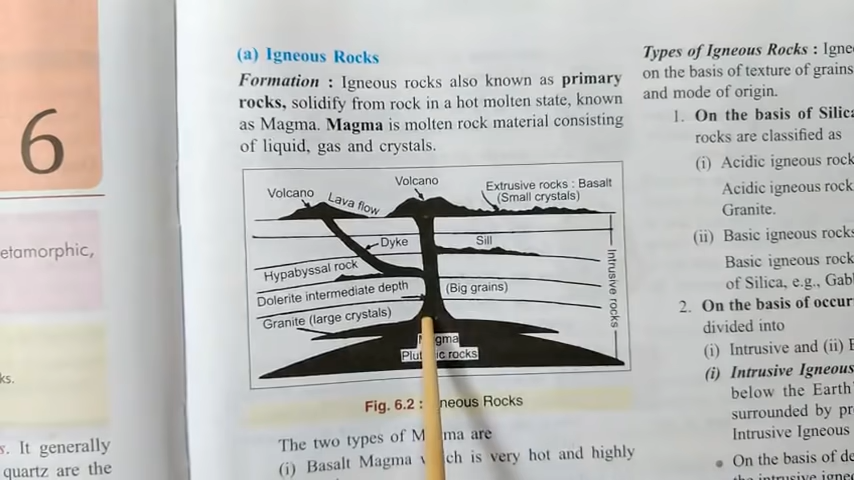 6
etamorphic,
ks.
s. It generally
quartz are the
(a) Igneous Rocks
Formation : Igneous rocks also known as primary
rocks, solidify from rock in a hot molten state, known
as Magma. Magma is molten rock material consisting
of liquid, gas and crystals.
Volcano
Lava flow
Volcano
Extrusive rocks : Basalt
(Small crystals)
Dyke
Sill
Hypabyssal rock
Dolerite intermediate depth
(Big grains)
Granite (large crystals)
Intrusive rocks
rocks
Fig. 6.2 : neous Rocks
The two types of M ma are
(i) Basalt Magma ch is very hot and highly
Types of Igneous Rocks : Igne
on the basis of texture of grains
and mode of origin.
1. On the basis of Silica
rocks are classified as
(i) Acidic igneous rock
Acidic igneous rock
Granite.
(ii) Basic igneous rocks
Basic igneous rock
of Silica, e.g., Gab
2. On the basis of occur
divided into
(i) Intrusive and (ii) E
(i) Intrusive Igneous
below the Earth
surrounded by pr
Intrusive Igneous
• On the basis of de
the intrusive igne